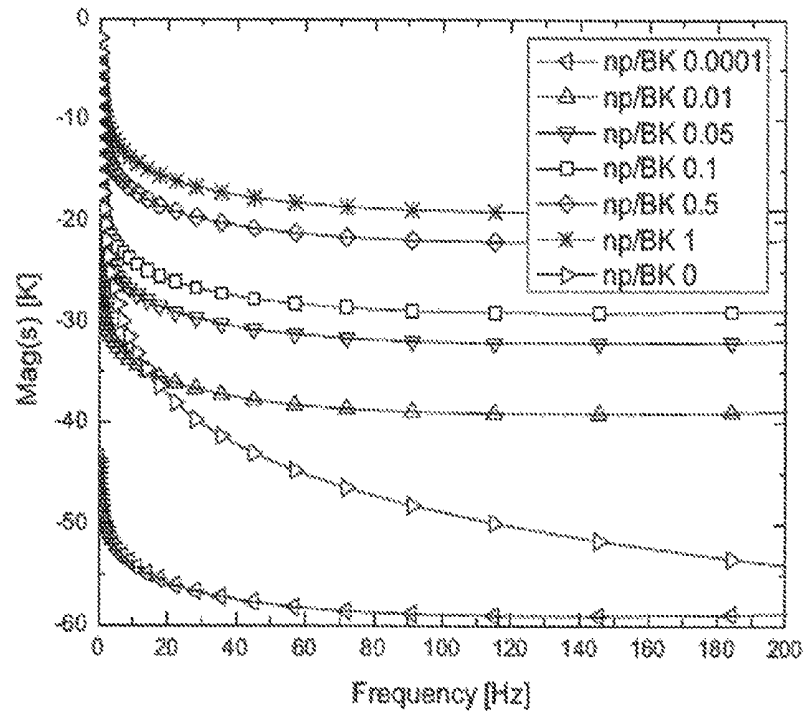 Mag(s) [K]
0
-10
-20
-30
-40
-50
-60
np/BK 0.0001
np/BK 0.01
np/BK 0.05
np/BK 0.1
np/BK 0.5
np/BK 1
np/BK 0
0 20 40 60 80 100 120 140 160 180 200
Frequency [Hz]